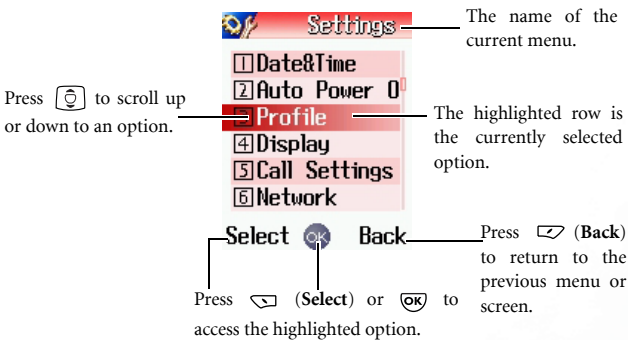 Settings
The name of the
current menu.
1 Date&Time
2 Auto Power O
3 Profile
4 Display
5 Call Settings
6 Network
Press to scroll up
or down to an option.
The highlighted row is
the currently selected
option.
Select OK Back
Press (Select) or OK to
access the highlighted option.
Press (Back)
to return to the
previous menu or
screen.